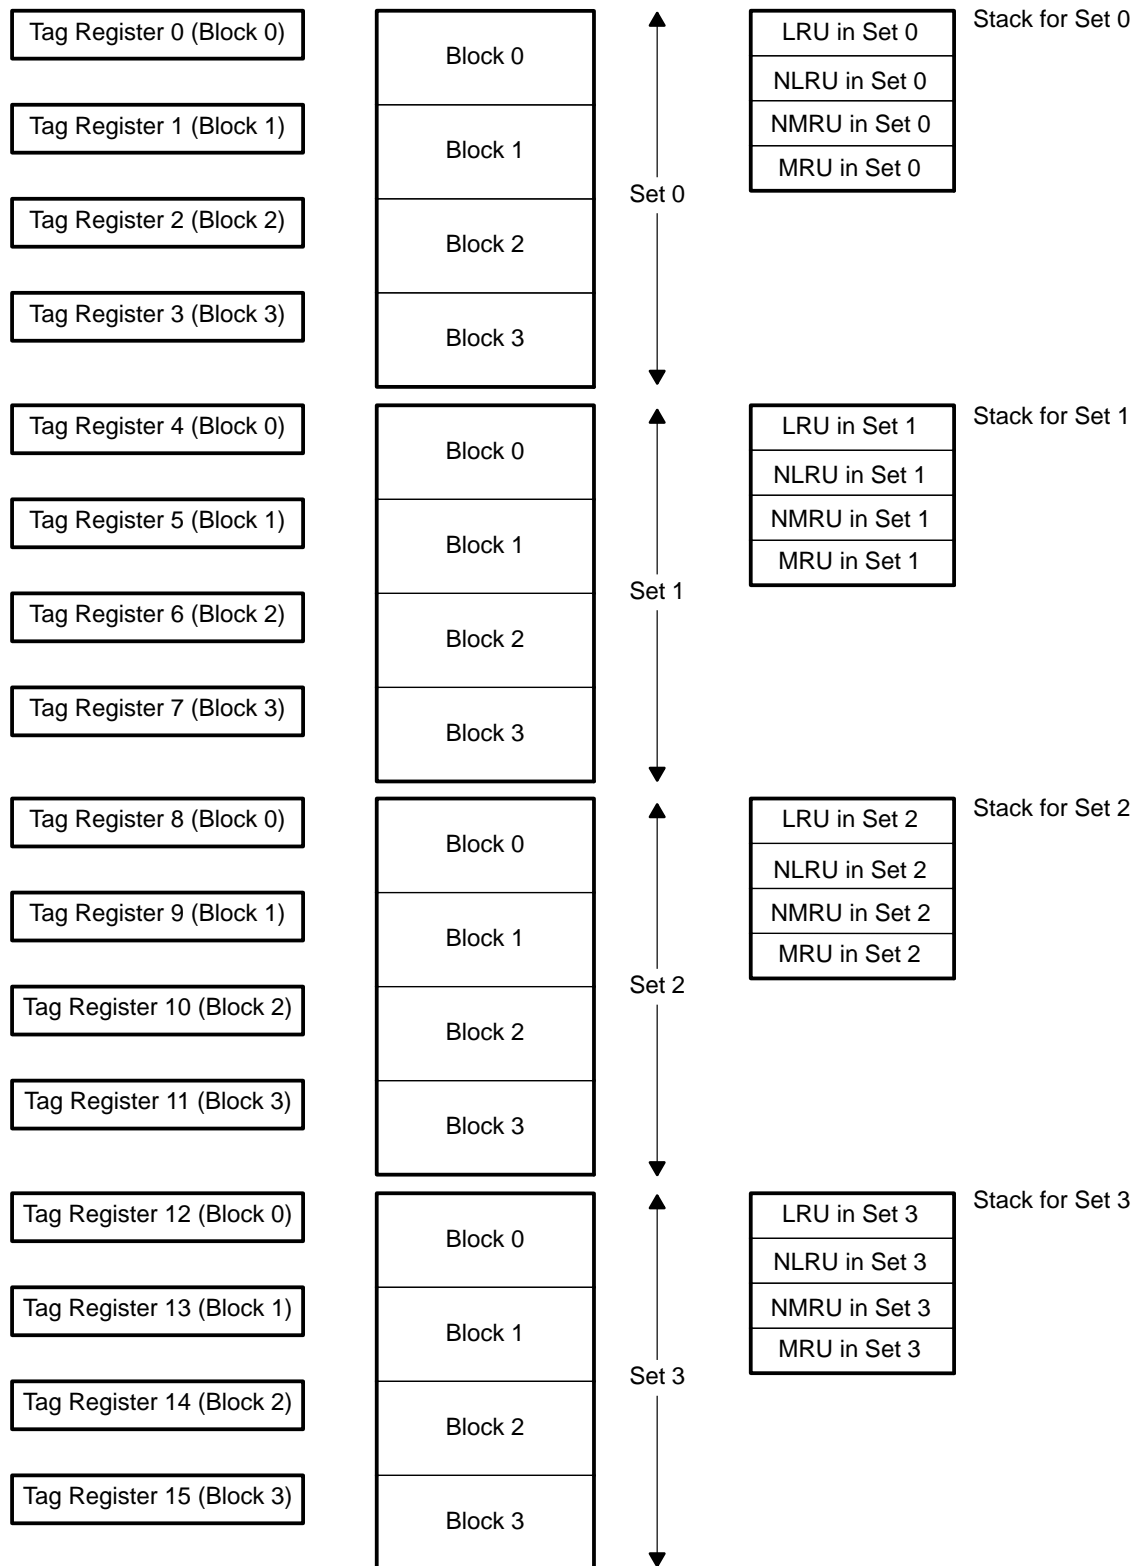 Tag Register 0 (Block 0)
Tag Register 1 (Block 1)
Tag Register 2 (Block 2)
Tag Register 3 (Block 3)
Block 0
Block 1
Block 2
Block 3
Set 0
LRU in Set 0
NLRU in Set 0
NMRU in Set 0
MRU in Set 0
Stack for Set 0
Tag Register 4 (Block 0)
Tag Register 5 (Block 1)
Tag Register 6 (Block 2)
Tag Register 7 (Block 3)
Block 0
Block 1
Block 2
Block 3
Set 1
LRU in Set 1
NLRU in Set 1
NMRU in Set 1
MRU in Set 1
Stack for Set 1
Tag Register 8 (Block 0)
Tag Register 9 (Block 1)
Tag Register 10 (Block 2)
Tag Register 11 (Block 3)
Block 0
Block 1
Block 2
Block 3
Set 2
LRU in Set 2
NLRU in Set 2
NMRU in Set 2
MRU in Set 2
Stack for Set 2
Tag Register 12 (Block 0)
Tag Register 13 (Block 1)
Tag Register 14 (Block 2)
Tag Register 15 (Block 3)
Block 0
Block 1
Block 2
Block 3
Set 3
LRU in Set 3
NLRU in Set 3
NMRU in Set 3
MRU in Set 3
Stack for Set 3